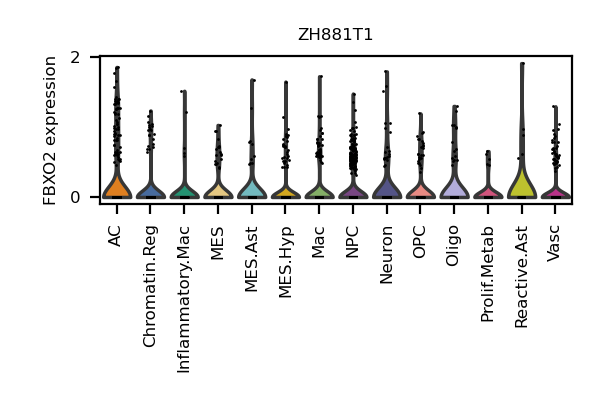 ZH881T1
FBXO2 expression
2
0
AC
Chromatin.Reg
Inflammatory.Mac
MES
MES.Ast
MES.Hyp
Mac
NPC
Neuron
OPC
Oligo
Prolif.Metab
Reactive.Ast
Vasc